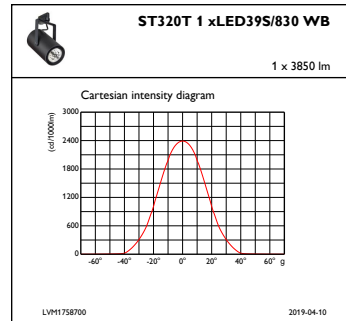 ST320T 1 xLED39S/830 WB
1 x 3850 lm
Cartesian intensity diagram
(cd/1000lm)
3000
2400
1800
1200
600
0
-60° -40° -20° 0° 20° 40° 60° g
LVM1758700 2019-04-10